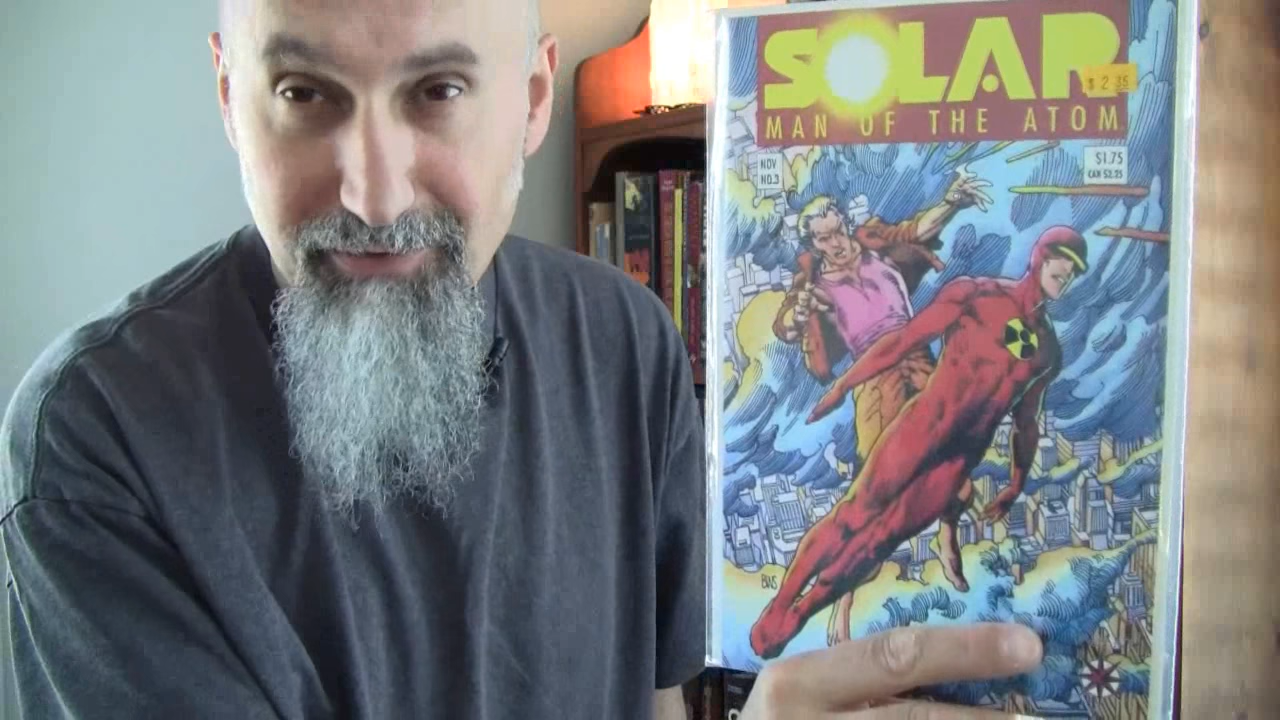 SOLAR
$2.35
MAN OF THE ATOM
NOV
NO.3
$1.75
CAN $2.25
BWS